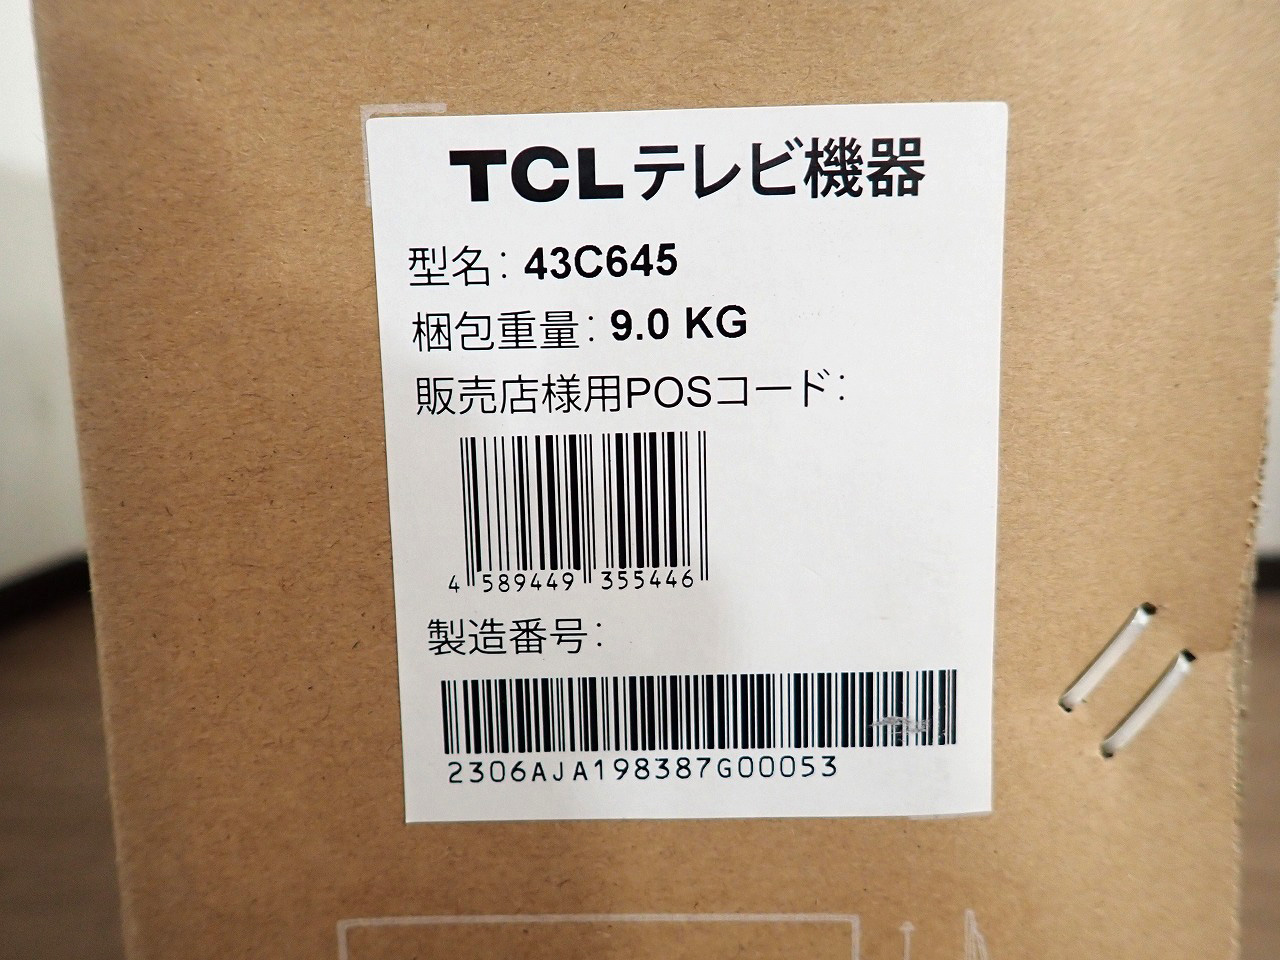 TCLテレビ機器
型名: 43C645
梱包重量: 9.0 KG
販売店様用POSコード:
4 589449 355446
製造番号:
2306AJA198387G00053